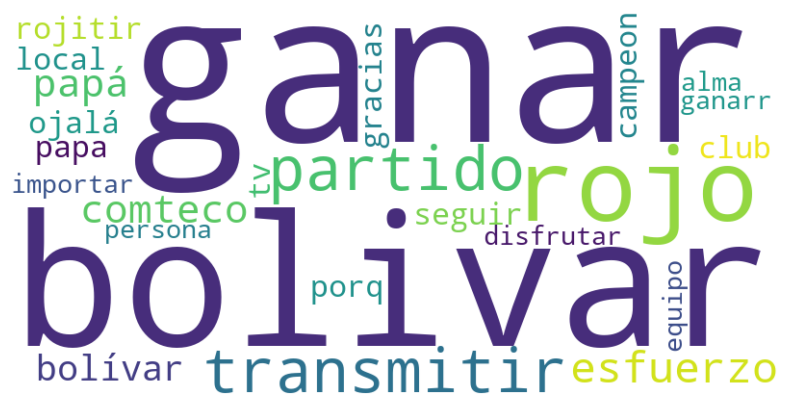 rojitir
ganar
gracias
campeon
local
papá
alma
ganarr
ojalá
papa
tv
partido
rojo
club
importar
comteco
seguir
persona
disfrutar
bolivar
porq
equipo
bolívar
transmitir
esfuerzo